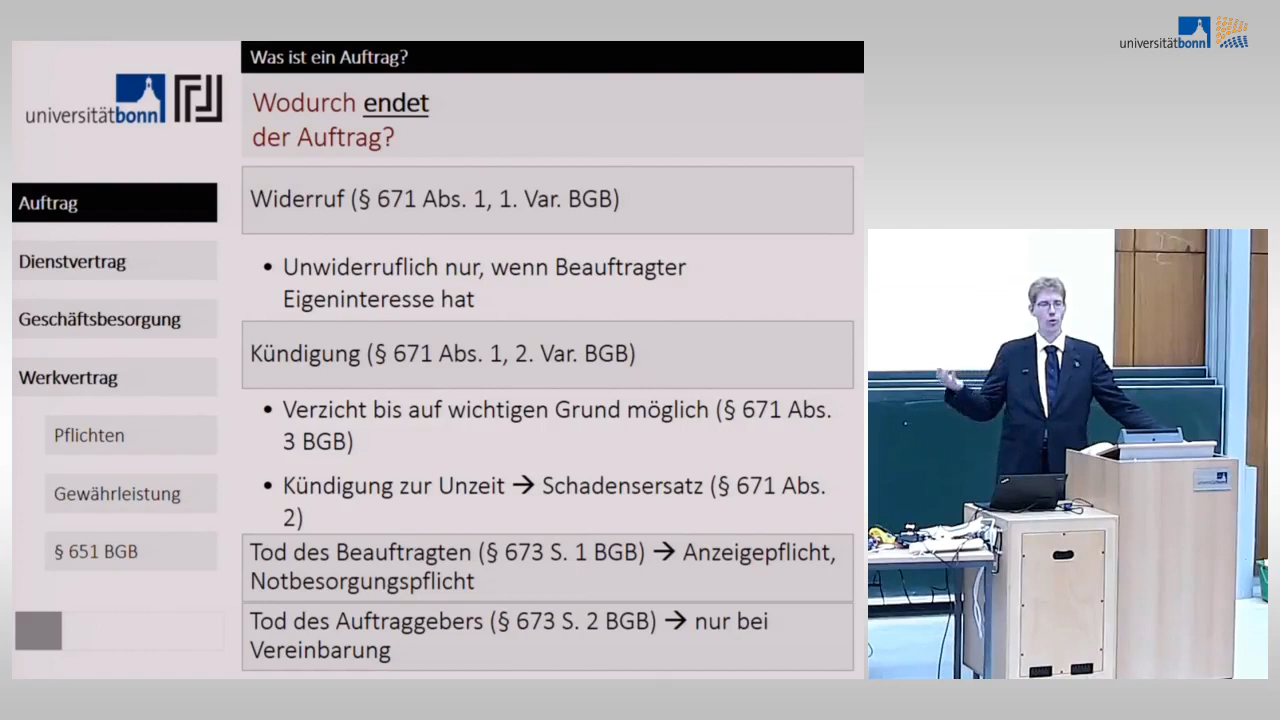 universitätbonn
Was ist ein Auftrag?
universitätbonn
Wodurch endet
der Auftrag?
Auftrag
Dienstvertrag
Geschäftsbesorgung
Werkvertrag
Pflichten
Gewährleistung
§ 651 BGB
Widerruf (§ 671 Abs. 1, 1. Var. BGB)
• Unwiderruflich nur, wenn Beauftragter
Eigeninteresse hat
Kündigung (§ 671 Abs. 1, 2. Var. BGB)
• Verzicht bis auf wichtigen Grund möglich (§ 671 Abs.
3 BGB)
• Kündigung zur Unzeit → Schadensersatz (§ 671 Abs.
2)
Tod des Beauftragten (§ 673 S. 1 BGB) → Anzeigepflicht,
Notbesorgungspflicht
Tod des Auftraggebers (§ 673 S. 2 BGB) → nur bei
Vereinbarung